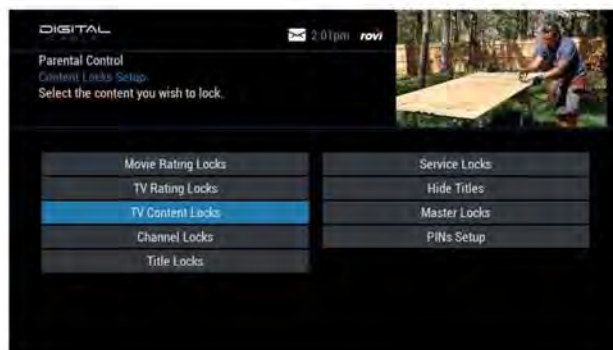 DIGITAL
2:01pm rovi
Parental Control
Content Locks Setup
Select the content you wish to lock.
Movie Rating Locks
TV Rating Locks
TV Content Locks
Channel Locks
Title Locks
Service Locks
Hide Titles
Master Locks
PINs Setup